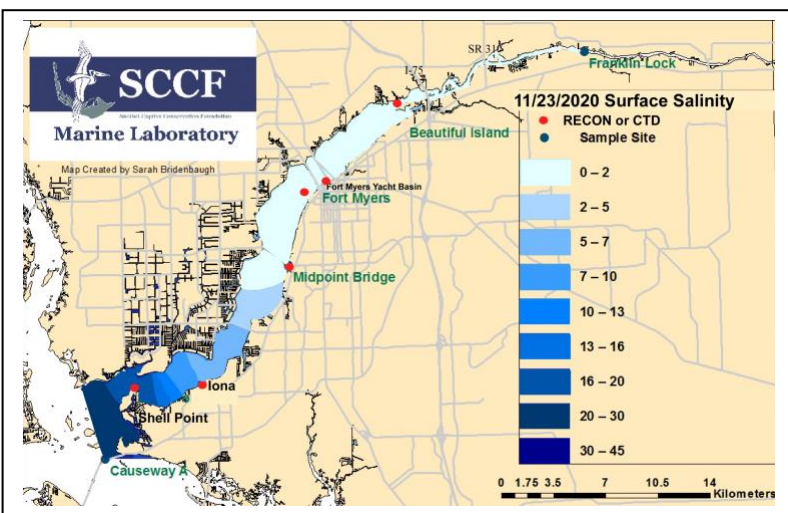 SCCF
Sanibel-Captiva Conservation Foundation
Marine Laboratory
Map Created by Sarah Bridenbaugh
SR 31
I-75
Franklin Lock
Beautiful Island
Fort Myers Yacht Basin
Fort Myers
Midpoint Bridge
Iona
Shell Point
Causeway A
11/23/2020 Surface Salinity
RECON or CTD
Sample Site
0 – 2
2 – 5
5 – 7
7 – 10
10 – 13
13 – 16
16 – 20
20 – 30
30 – 45
0 1.75 3.5 7 10.5 14
Kilometers